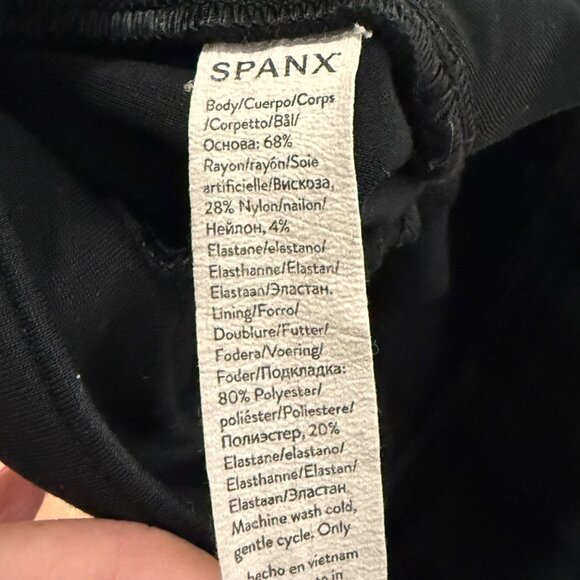 SPANX
Body/Cuerpo/Corps
/Corpetto/Bål/
Основа: 68%
Rayon/rayón/Soie
artificielle/Вискоза,
28% Nylon/nailon/
Нейлон, 4%
Elastane/elastano/
Elasthanne/Elastan/
Elastaan/Эластан.
Lining/Forro/
Doublure/Futter/
Fodera/Voering/
Foder/Подкладка:
80% Polyester/
poliéster/Poliestere/
Полиэстер, 20%
Elastane/elastano/
Elasthanne/Elastan/
Elastaan/Эластан.
Machine wash cold,
gentle cycle. Only
hecho en vietnam